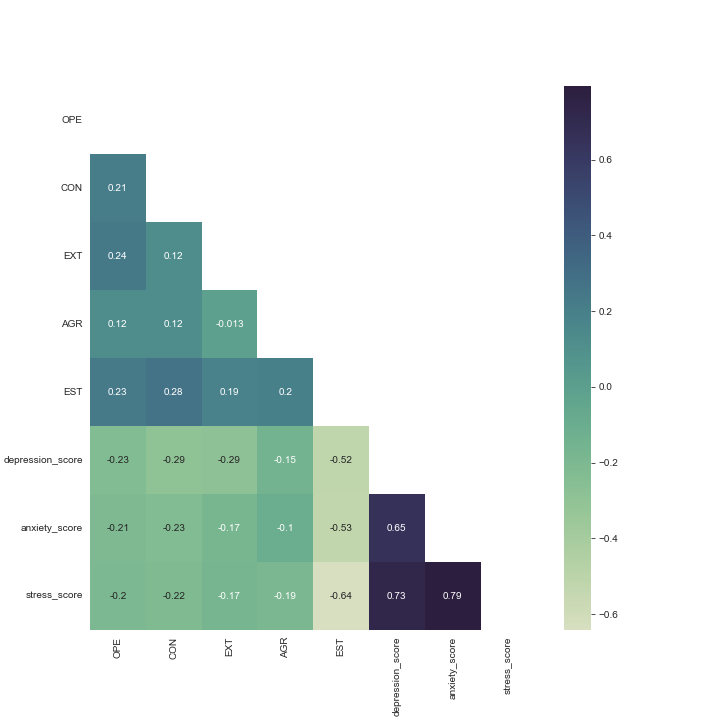 OPE
CON 0.21
EXT 0.24 0.12
AGR 0.12 0.12 -0.013
EST 0.23 0.28 0.19 0.2
depression_score -0.23 -0.29 -0.29 -0.15 -0.52
anxiety_score -0.21 -0.23 -0.17 -0.1 -0.53 0.65
stress_score -0.2 -0.22 -0.17 -0.19 -0.64 0.73 0.79
OPE
CON
EXT
AGR
EST
depression_score
anxiety_score
stress_score
0.6
0.4
0.2
0.0
−0.2
−0.4
−0.6